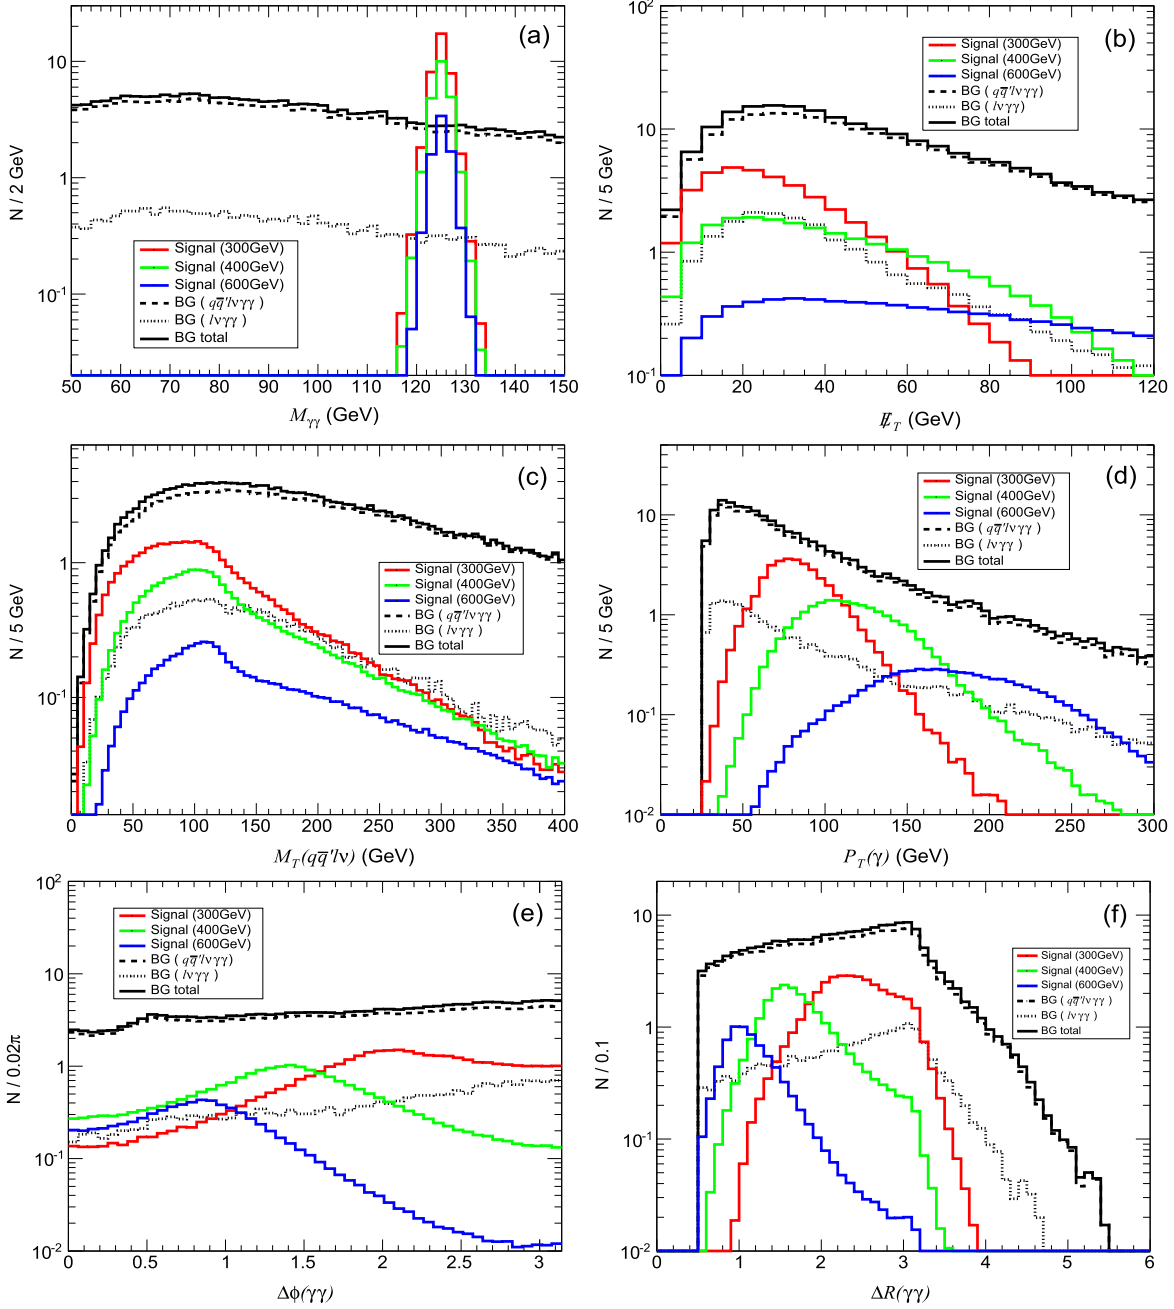 (a)
N / 2 GeV
10
1
10-1
Signal (300GeV)
Signal (400GeV)
Signal (600GeV)
BG ( qq̅'lνγγ )
BG ( lνγγ )
BG total
50 60 70 80 90 100 110 120 130 140 150
Mγγ (GeV)
(b)
N / 5 GeV
10²
10
1
10-1
Signal (300GeV)
Signal (400GeV)
Signal (600GeV)
BG ( qq̅'lνγγ)
BG ( lνγγ )
BG total
0 20 40 60 80 100 120
E̸T
(GeV)
(c)
N / 5 GeV
1
10-1
Signal (300GeV)
Signal (400GeV)
Signal (600GeV)
BG ( qq̅'lνγγ )
BG ( lνγγ )
BG total
0 50 100 150 200 250 300 350 400
MT(qq̅'lν) (GeV)
(d)
N / 5 GeV
10
1
10-1
10-2
Signal (300GeV)
Signal (400GeV)
Signal (600GeV)
BG ( qq̅'lνγγ )
BG ( lνγγ )
BG total
0 50 100 150 200 250 300
PT(γ) (GeV)
(e)
N / 0.02π
10²
10
1
10-1
10-2
Signal (300GeV)
Signal (400GeV)
Signal (600GeV)
BG ( qq̅'lνγγ)
BG ( lνγγ )
BG total
0 0.5 1 1.5 2 2.5 3
Δϕ(γγ)
(f)
N / 0.1
10
1
10-1
10-2
Signal (300GeV)
Signal (400GeV)
Signal (600GeV)
BG ( qq̅'lνγγ )
BG ( lνγγ )
BG total
0 1 2 3 4 5 6
ΔR(γγ)